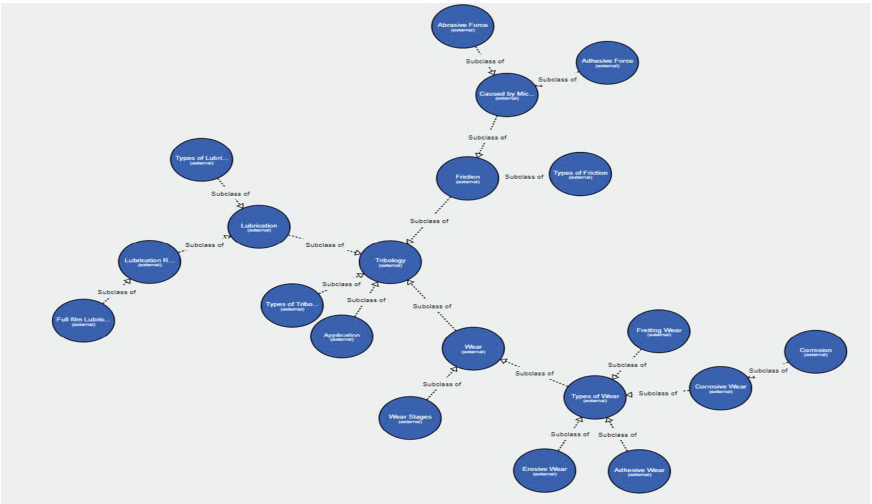 Abrasive Force
(external)
Subclass of
Adhesive Force
(external)
Subclass of
Caused by Mic...
(external)
Subclass of
Types of Lubri...
(external)
Friction
(external)
Subclass of
Types of Friction
(external)
Subclass of
Subclass of
Lubrication
(external)
Subclass of
Subclass of
Lubrication R...
(external)
Tribology
(external)
Subclass of
Subclass of
Subclass of
Types of Tribo...
(external)
Subclass of
Full film Lubric...
(external)
Application
(external)
Fretting Wear
(external)
Wear
(external)
Corrosion
(external)
Subclass of
Subclass of
Subclass of
Subclass of
Corrosive Wear
(external)
Types of Wear
(external)
Subclass of
Wear Stages
(external)
Subclass of
Subclass of
Erosive Wear
(external)
Adhesive Wear
(external)